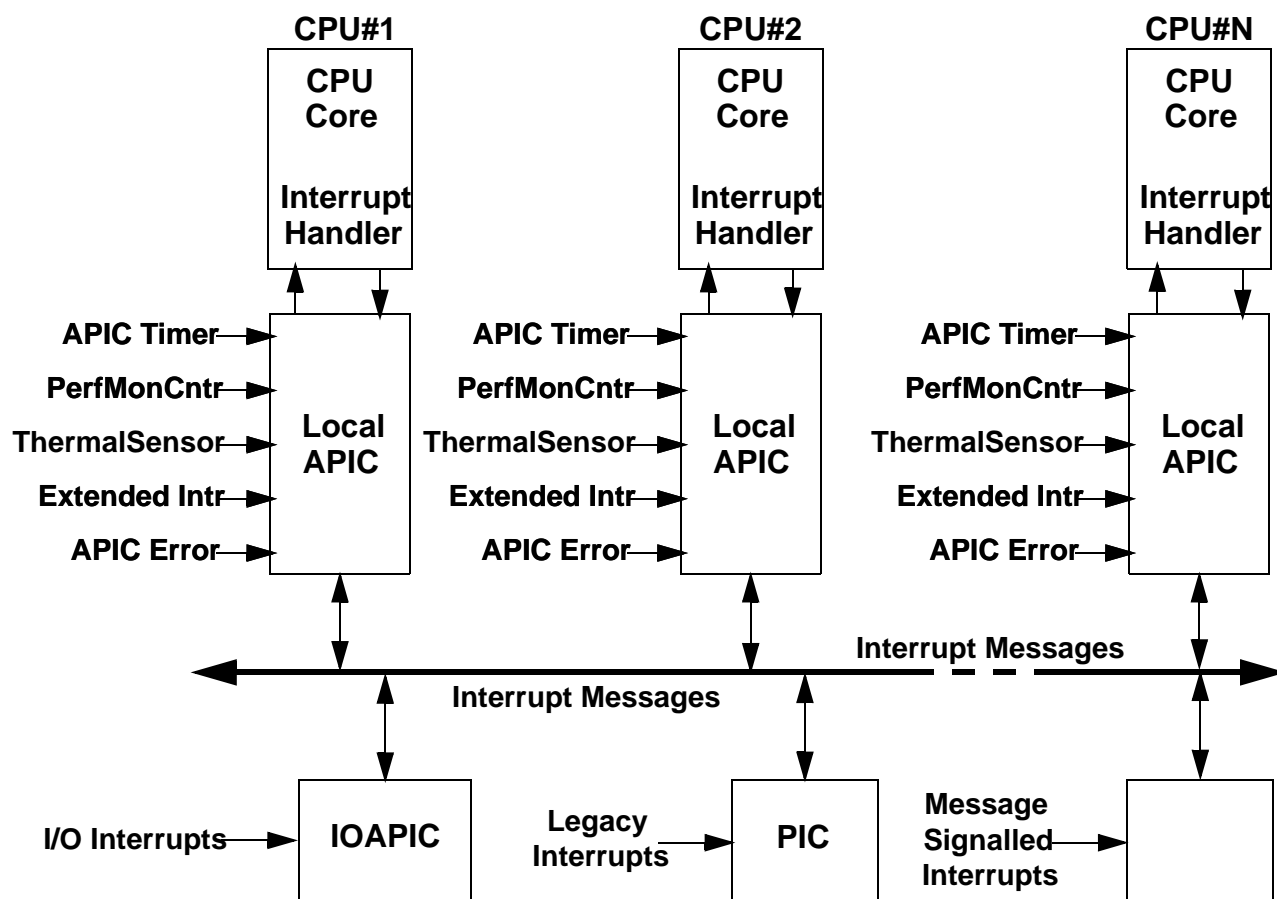 CPU#1
CPU#2
CPU#N
CPU
Core
CPU
Core
CPU
Core
Interrupt
Handler
Interrupt
Handler
Interrupt
Handler
APIC Timer
PerfMonCntr
ThermalSensor
Extended Intr
APIC Error
Local
APIC
APIC Timer
PerfMonCntr
ThermalSensor
Extended Intr
APIC Error
Local
APIC
APIC Timer
PerfMonCntr
ThermalSensor
Extended Intr
APIC Error
Local
APIC
Interrupt Messages
Interrupt Messages
I/O Interrupts
IOAPIC
Legacy
Interrupts
PIC
Message
Signalled
Interrupts